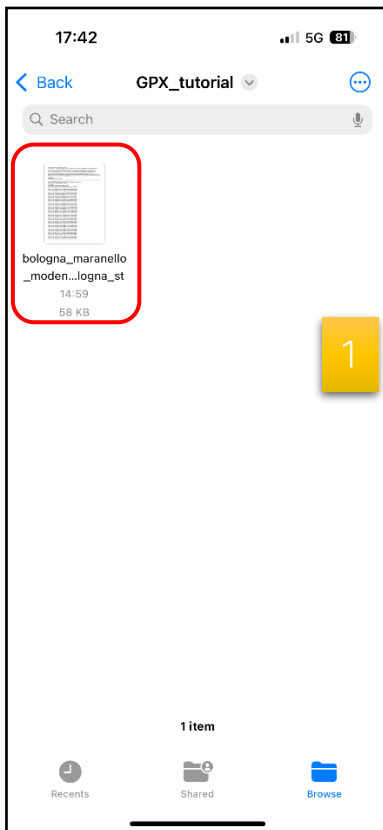 17:42
5G 81
Back
GPX_tutorial
Search
bologna_maranello
_moden...logna_st
14:59
58 KB
1
1 item
Recents
Shared
Browse